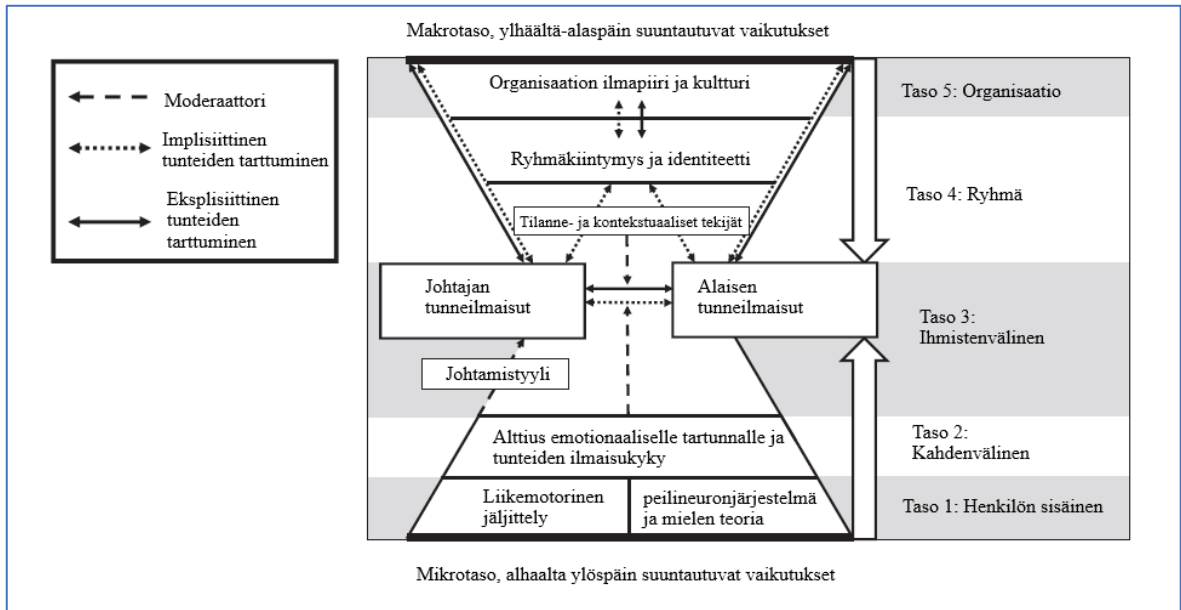 Makrotaso, ylhäältä-alaspäin suuntautuvat vaikutukset
Moderaattori
Implisiittinen
tunteiden tarttuminen
Eksplisiittinen
tunteiden
tarttuminen
Organisaation ilmapiiri ja kultturi
Taso 5: Organisaatio
Ryhmäkiintymys ja identiteetti
Taso 4: Ryhmä
Tilanne- ja kontekstuaaliset tekijät
Johtajan
tunneilmaisut
Alaisen
tunneilmaisut
Taso 3:
Ihmistenvälinen
Johtamistyyli
Alttius emotionaaliselle tartunnalle ja
tunteiden ilmaisukyky
Taso 2:
Kahdenvälinen
Liikemotorinen
jäljittely
peilineuronjärjestelmä
ja mielen teoria
Taso 1: Henkilön sisäinen
Mikrotaso, alhaalta ylöspäin suuntautuvat vaikutukset